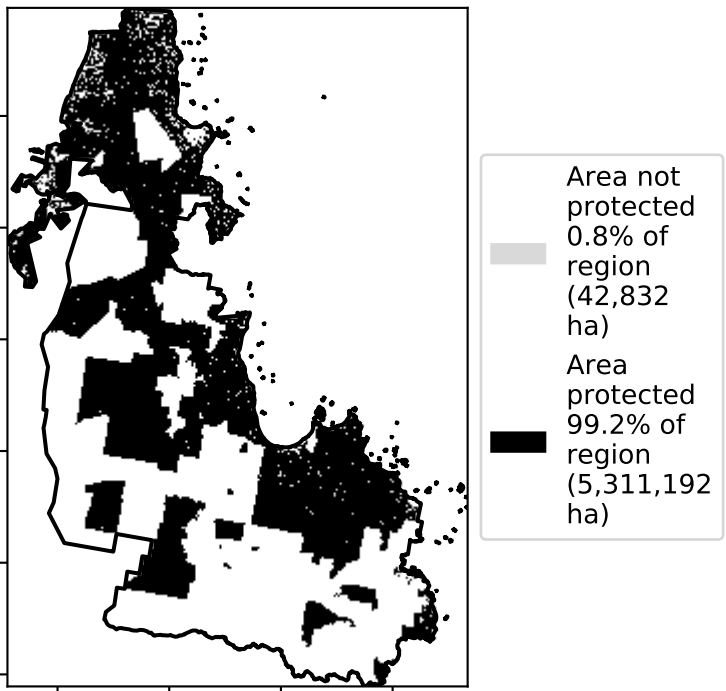 Area not
protected
0.8% of
region
(42,832
ha)
Area
protected
99.2% of
region
(5,311,192
ha)